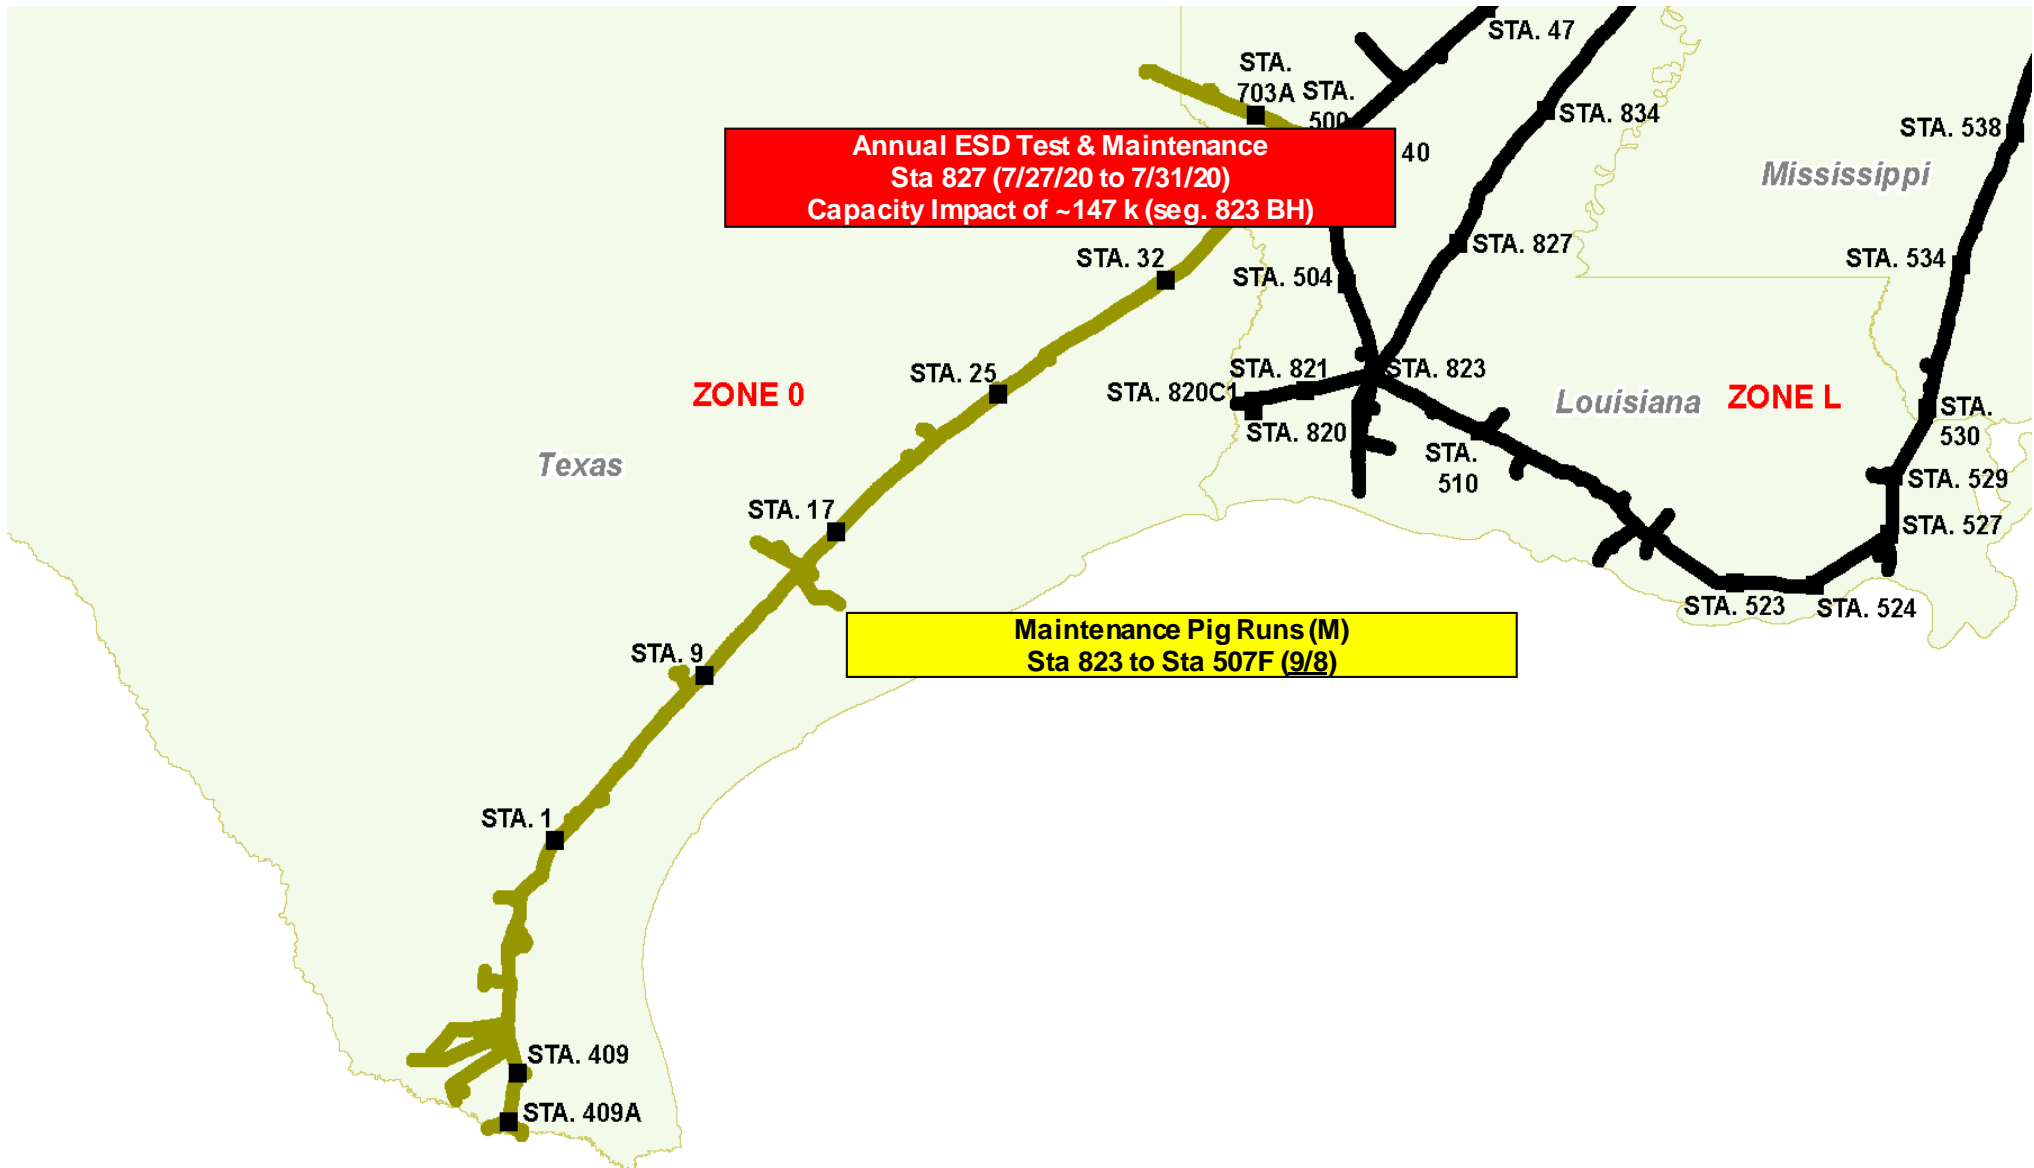 STA. 47
STA.
703A
STA.
500
STA. 834
STA. 538
Annual ESD Test & Maintenance
Sta 827 (7/27/20 to 7/31/20)
Capacity Impact of ~147 k (seg. 823 BH)
40
Mississippi
STA. 827
STA. 32
STA. 504
STA. 534
STA. 25
STA. 821
STA. 823
STA. 820C1
ZONE 0
Louisiana
ZONE L
STA.
530
STA. 820
Texas
STA.
510
STA. 529
STA. 17
STA. 527
STA. 523
STA. 524
Maintenance Pig Runs (M)
Sta 823 to Sta 507F (9/8)
STA. 9
STA. 1
STA. 409
STA. 409A